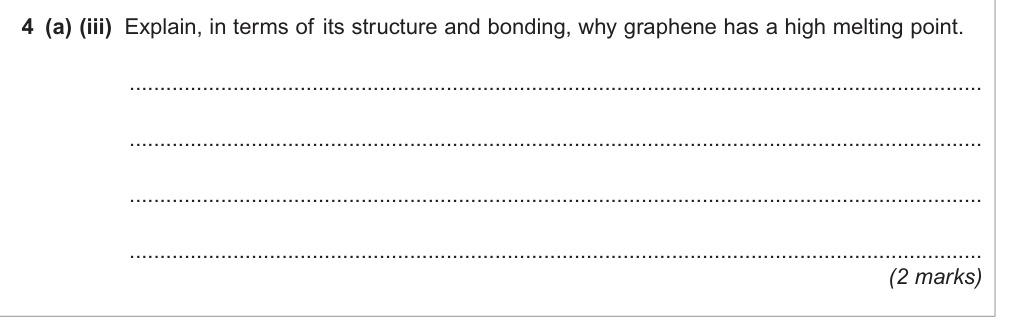 4 (a) (iii) Explain, in terms of its structure and bonding, why graphene has a high melting point.
(2 marks)